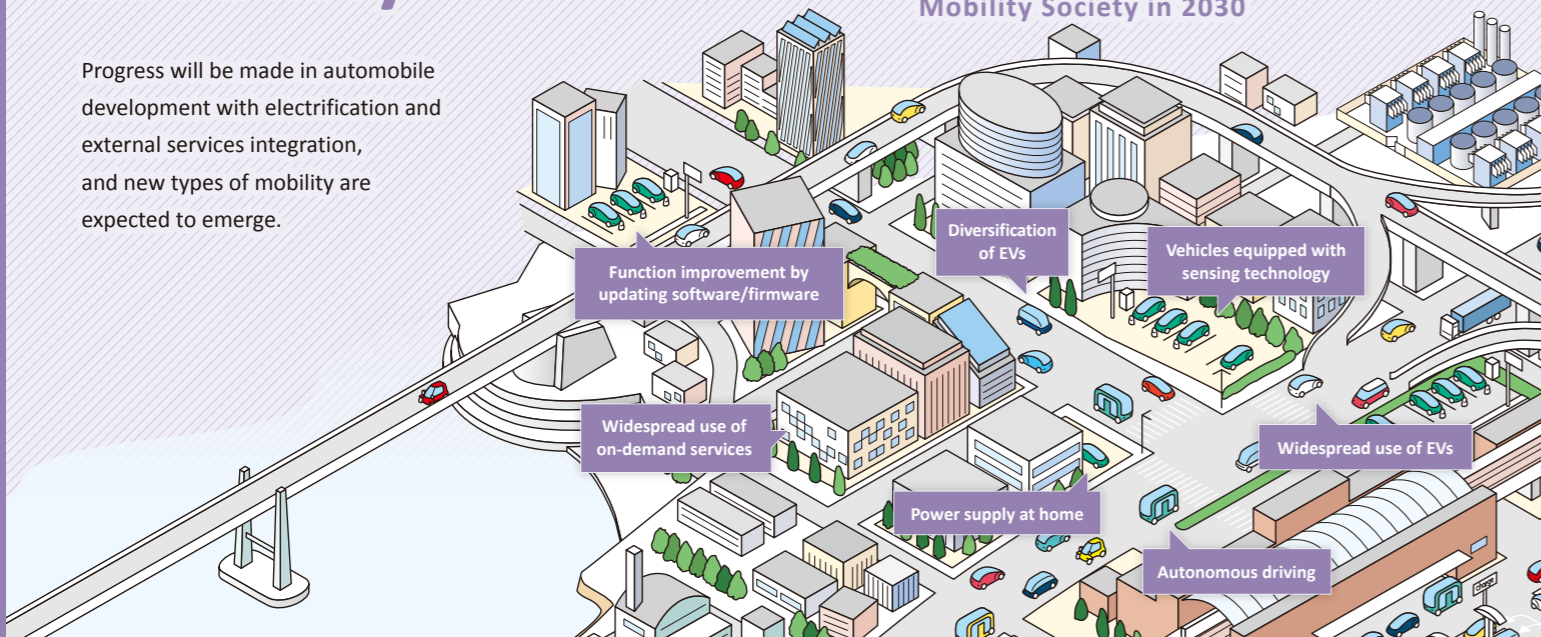 Mobility Society in 2030
Progress will be made in automobile
development with electrification and
external services integration,
and new types of mobility are
expected to emerge.
Diversification
of EVs
Vehicles equipped with
sensing technology
Function improvement by
updating software/firmware
Widespread use of
on-demand services
Widespread use of EVs
Power supply at home
Autonomous driving
charge